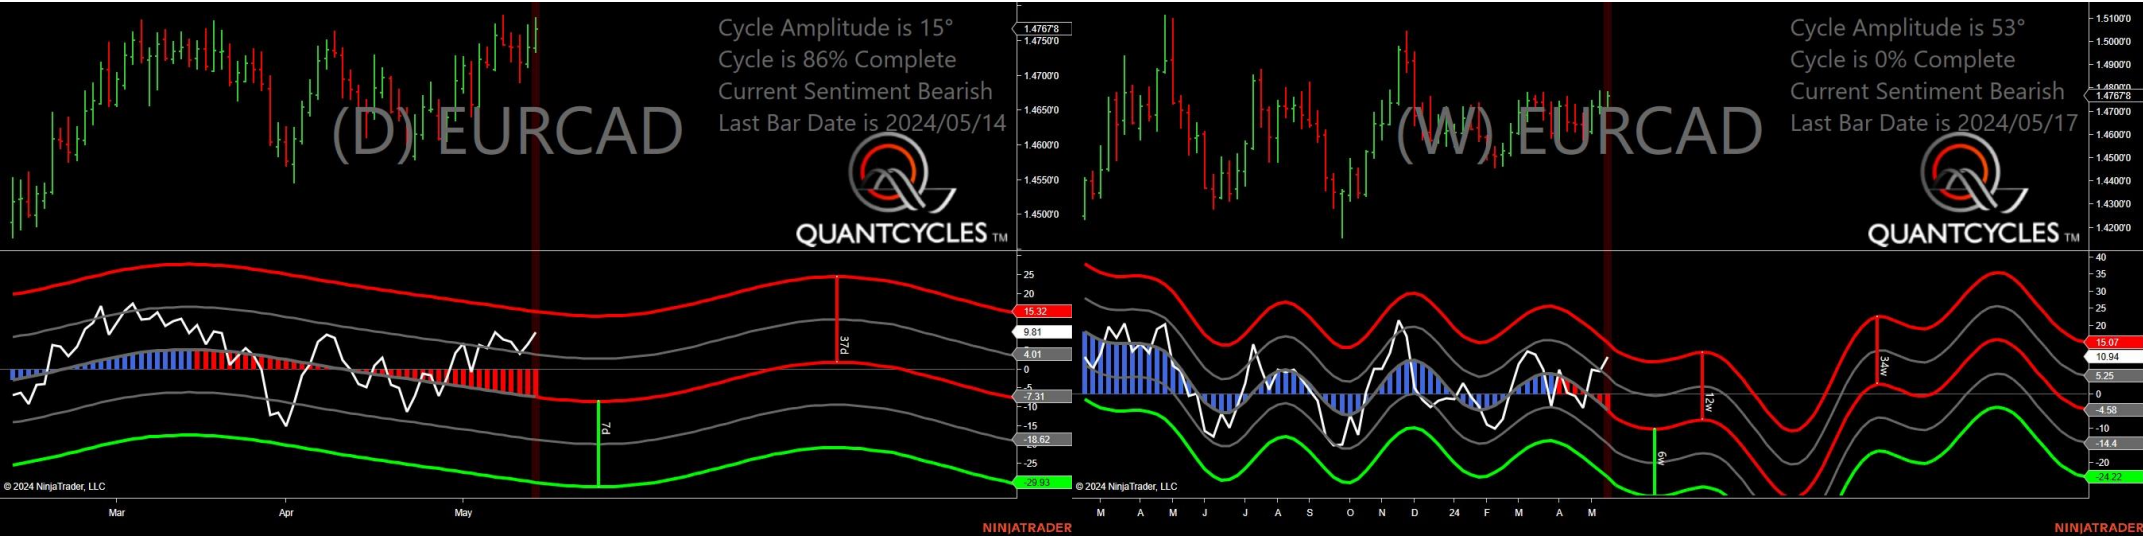 Cycle Amplitude is 15°
Cycle is 86% Complete
Current Sentiment Bearish
Last Bar Date is 2024/05/14
(D) EURCAD
QUANTCYCLES TM
1.4767'8
1.4750'0
1.4700'0
1.4650'0
1.4600'0
1.4550'0
1.4500'0
25
20
15.32
9.81
4.01
0
-5
-7.31
-10
-15
-18.62
-25
-29.93
37d
7d
© 2024 NinjaTrader, LLC
Mar Apr May
NINJATRADER
Cycle Amplitude is 53°
Cycle is 0% Complete
Current Sentiment Bearish
Last Bar Date is 2024/05/17
(W) EURCAD
QUANTCYCLES TM
1.5100'0
1.5000'0
1.4900'0
1.4800'0
1.4767'8
1.4700'0
1.4600'0
1.4500'0
1.4400'0
1.4300'0
1.4200'0
40
35
30
25
20
15.07
10.94
5.25
0
-4.58
-10
-14.4
-20
-24.22
34w
12w
6w
© 2024 NinjaTrader, LLC
M A M J J A S O N D 24 F M A M
NINJATRADER